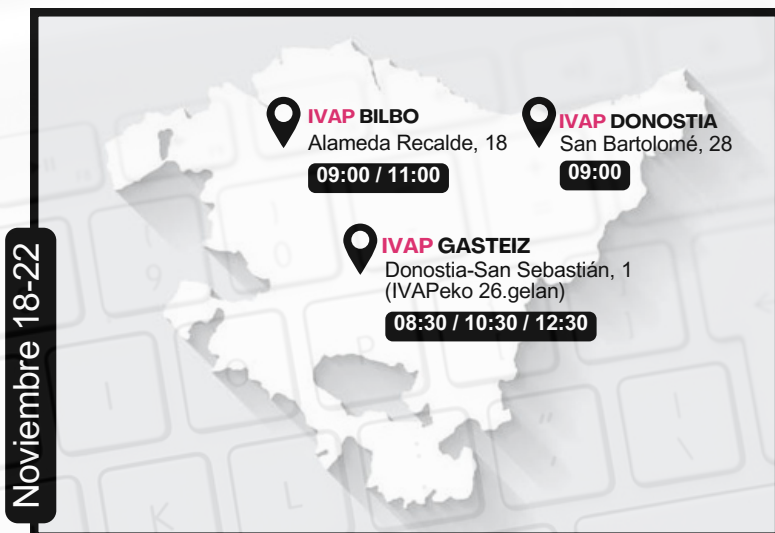 IVAP BILBO
Alameda Recalde, 18
09:00 / 11:00
IVAP DONOSTIA
San Bartolomé, 28
09:00
IVAP GASTEIZ
Donostia-San Sebastián, 1
(IVAPeko 26.gelan)
08:30 / 10:30 / 12:30
Noviembre 18-22